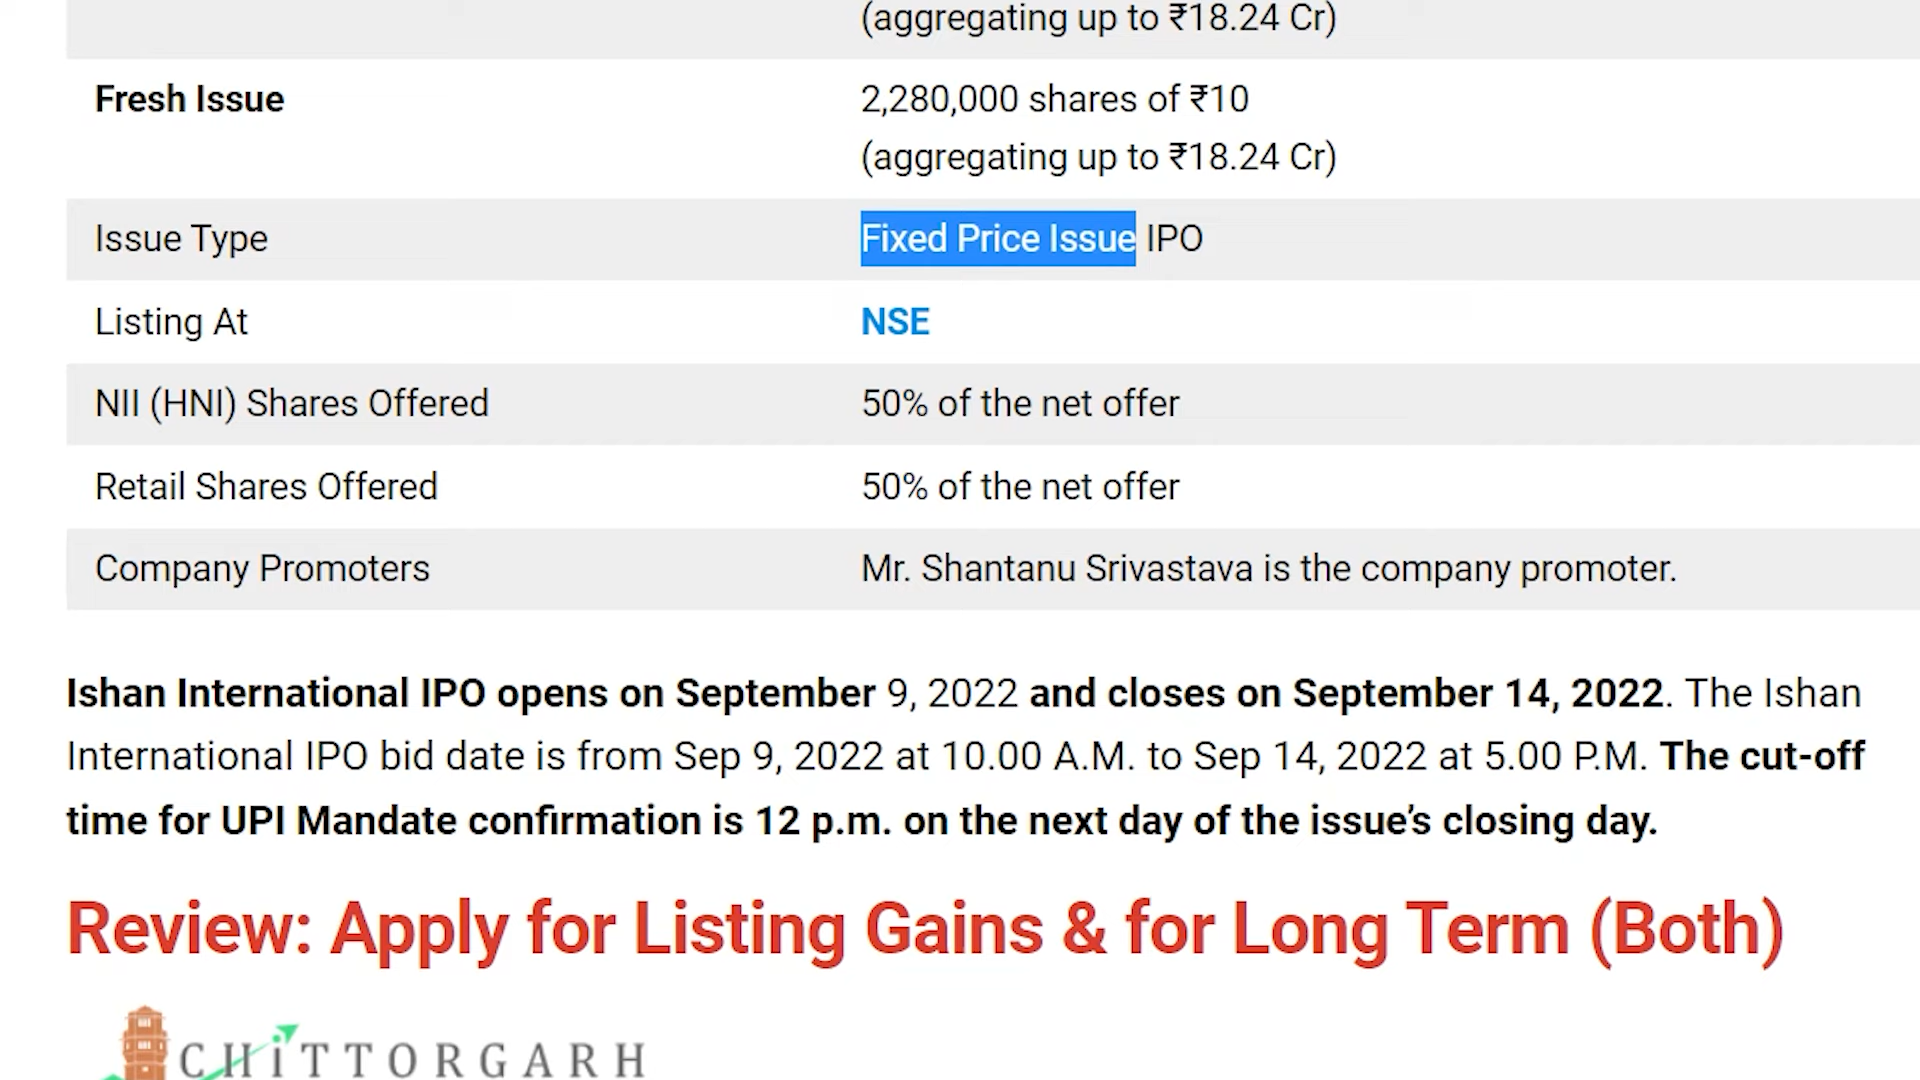 (aggregating up to ₹18.24 Cr)
Fresh Issue
2,280,000 shares of ₹10
(aggregating up to ₹18.24 Cr)
Issue Type
Fixed Price Issue IPO
Listing At
NSE
NII (HNI) Shares Offered
50% of the net offer
Retail Shares Offered
50% of the net offer
Company Promoters
Mr. Shantanu Srivastava is the company promoter.
Ishan International IPO opens on September 9, 2022 and closes on September 14, 2022. The Ishan
International IPO bid date is from Sep 9, 2022 at 10.00 A.M. to Sep 14, 2022 at 5.00 P.M. The cut-off
time for UPI Mandate confirmation is 12 p.m. on the next day of the issue’s closing day.
Review: Apply for Listing Gains & for Long Term (Both)
CHiTTORGARH